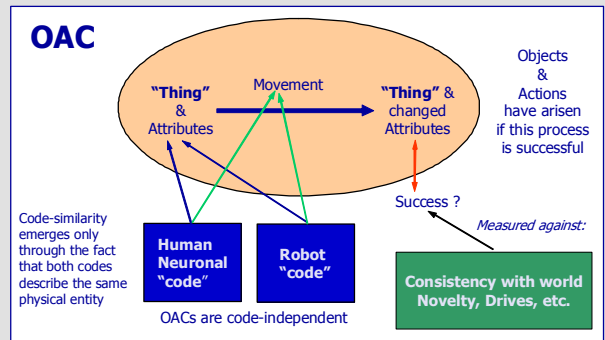 OAC
"Thing"
&
Attributes
Movement
"Thing" &
changed
Attributes
Objects
&
Actions
have arisen
if this process
is successful
Success ?
Measured against:
Code-similarity
emerges only
through the fact
that both codes
describe the same
physical entity
Human
Neuronal
"code"
Robot
"code"
Consistency with world
Novelty, Drives, etc.
OACs are code-independent